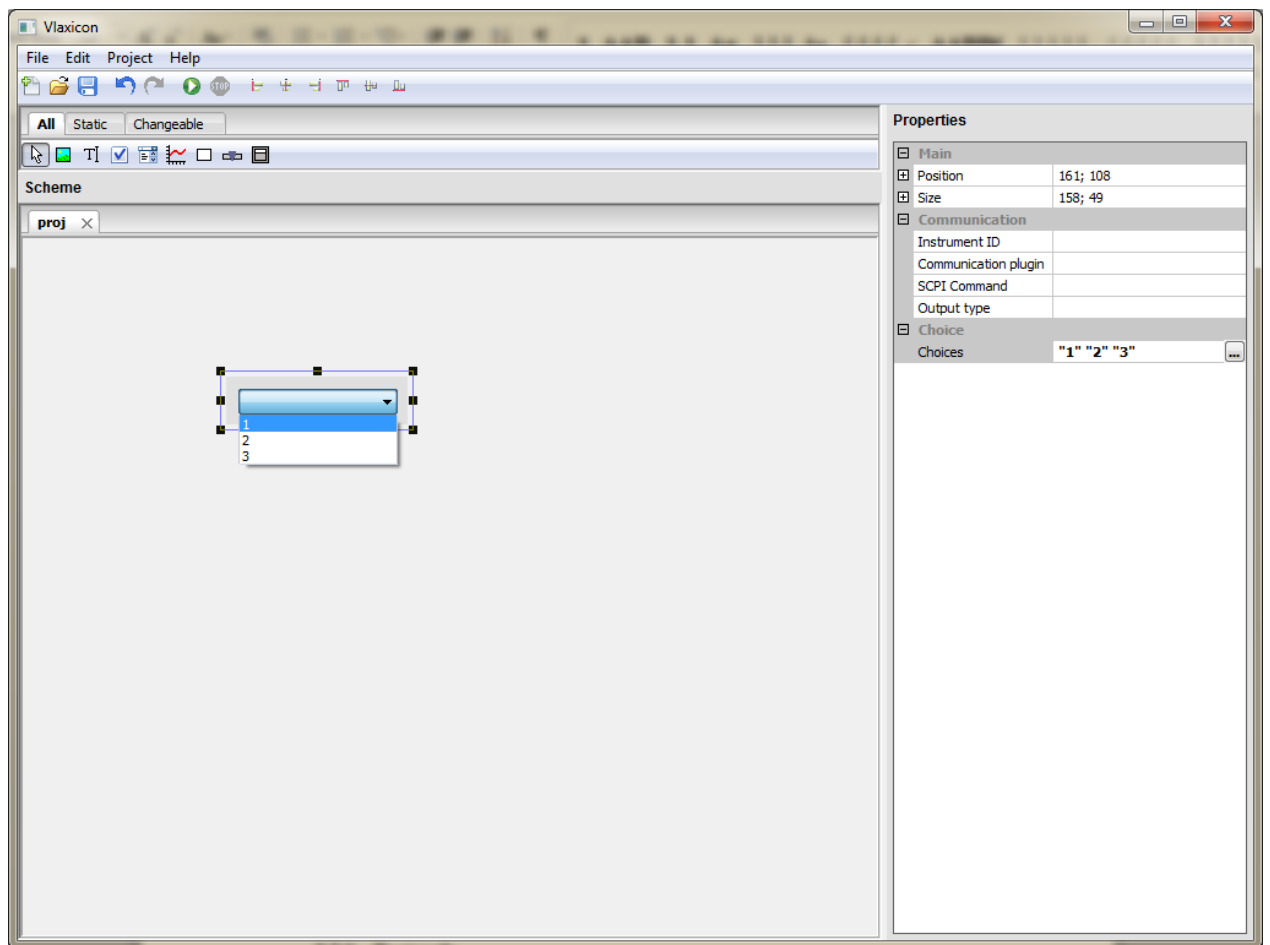 Vlaxicon
File Edit Project Help
STOP
All Static Changeable
T
Scheme
proj
1
2
3
Properties
Main
Position 161; 108
Size 158; 49
Communication
Instrument ID
Communication plugin
SCPI Command
Output type
Choice
Choices "1" "2" "3" ...